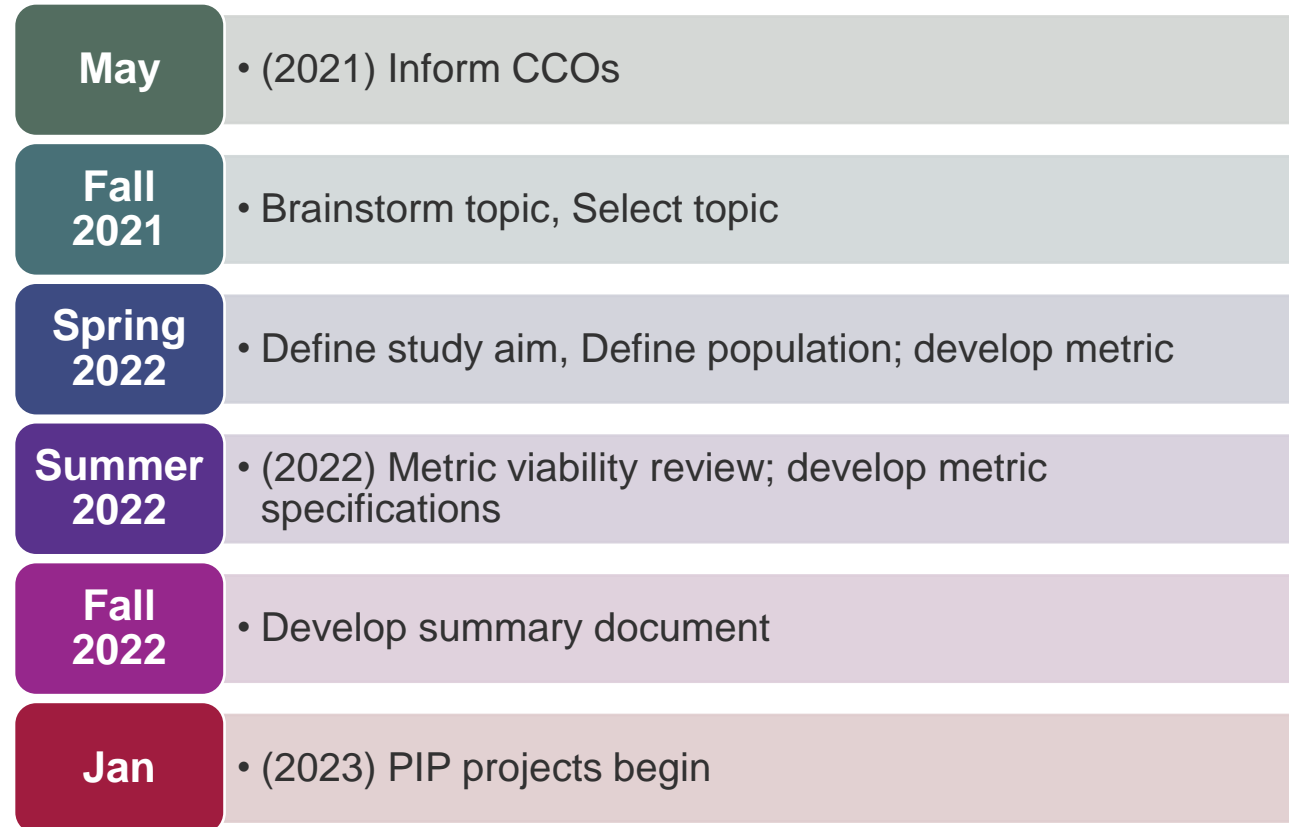 May
• (2021) Inform CCOs
Fall
2021
• Brainstorm topic, Select topic
Spring
2022
• Define study aim, Define population; develop metric
Summer
2022
• (2022) Metric viability review; develop metric
specifications
Fall
2022
• Develop summary document
Jan
• (2023) PIP projects begin